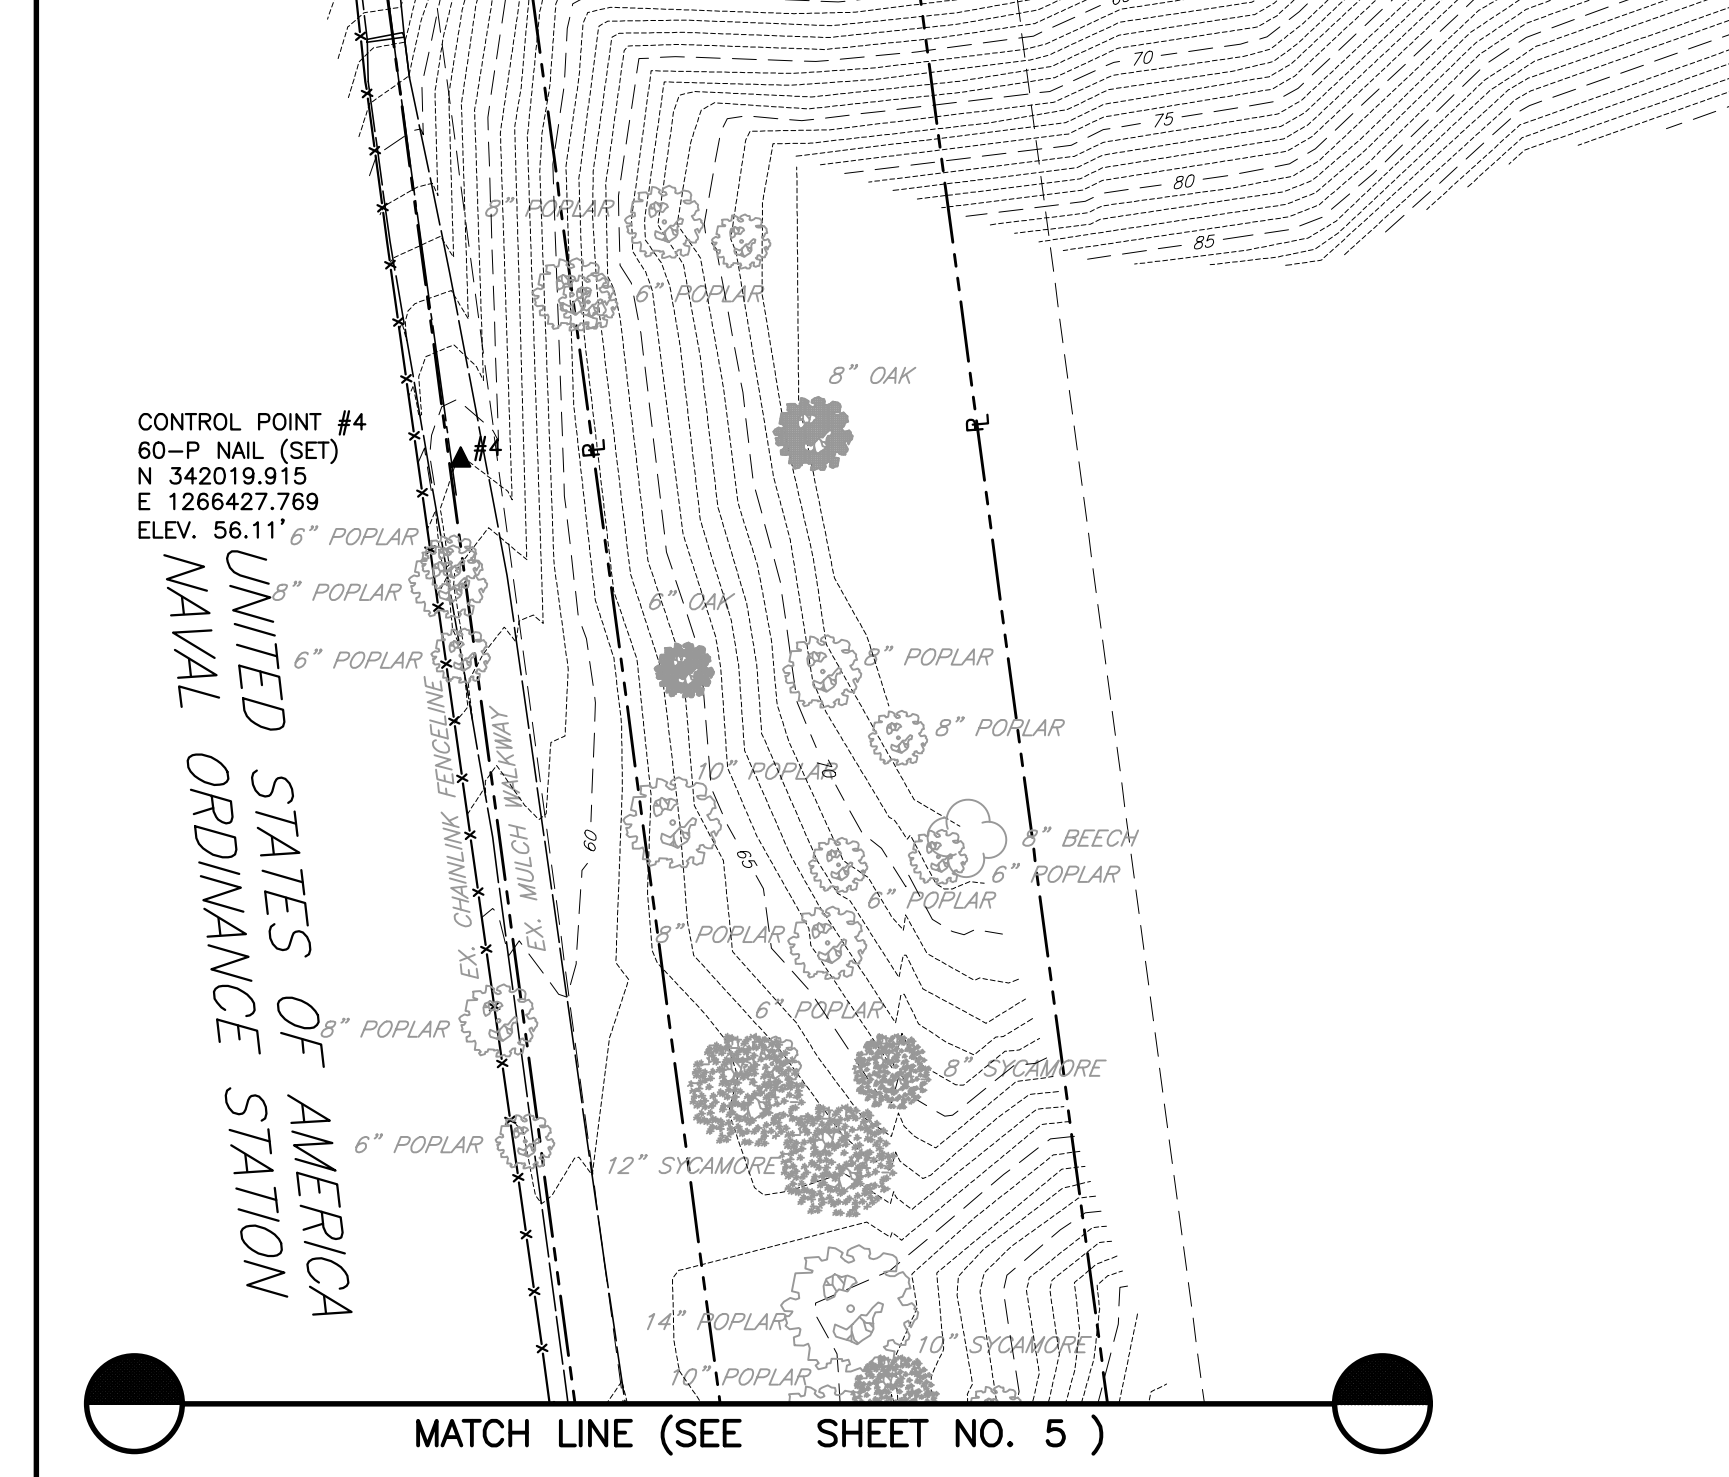 70
75
80
85
8" POPLAR
6" POPLAR
8" OAK
CONTROL POINT #4
60-P NAIL (SET)
N 342019.915
E 1266427.769
ELEV. 56.11'
#4
PL
PL
6" POPLAR
8" POPLAR
6" POPLAR
6" OAK
8" POPLAR
8" POPLAR
10" POPLAR
70
60
65
8" BEECH
6" POPLAR
6" POPLAR
8" POPLAR
6" POPLAR
8" SYCAMORE
12" SYCAMORE
8" POPLAR
6" POPLAR
14" POPLAR
10" SYCAMORE
10" POPLAR
EX. CHAINLINK FENCELINE
EX. MULCH WALKWAY
UNITED STATES OF AMERICA
NAVAL ORDINANCE STATION
MATCH LINE (SEE SHEET NO. 5 )